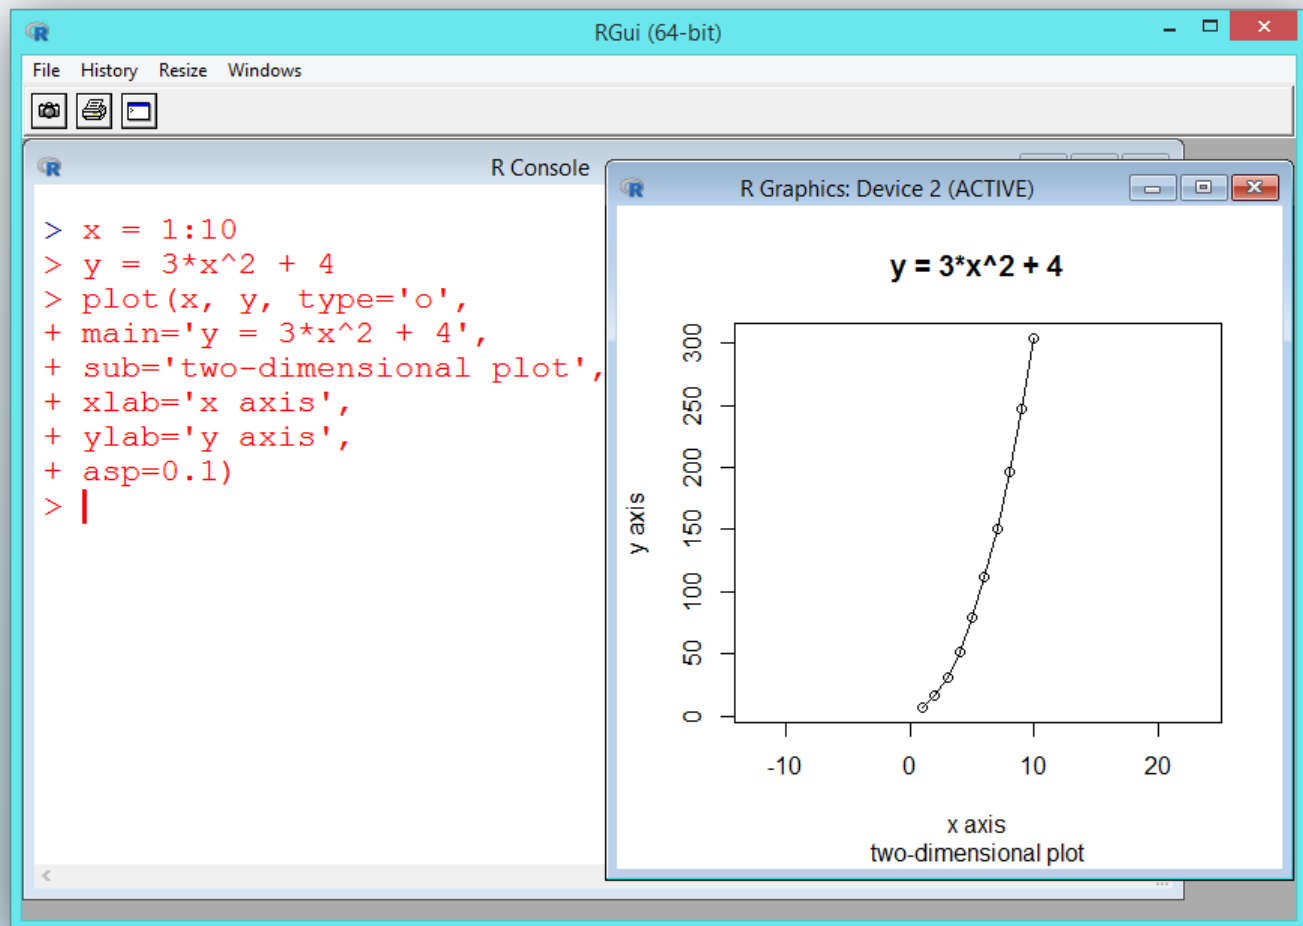 RGui (64-bit)
File History Resize Windows
R Console
> x = 1:10
> y = 3*x^2 + 4
> plot(x, y, type='o',
+ main='y = 3*x^2 + 4',
+ sub='two-dimensional plot',
+ xlab='x axis',
+ ylab='y axis',
+ asp=0.1)
>
R Graphics: Device 2 (ACTIVE)
y = 3*x^2 + 4
y axis
300
250
200
150
100
50
0
-10 0 10 20
x axis
two-dimensional plot